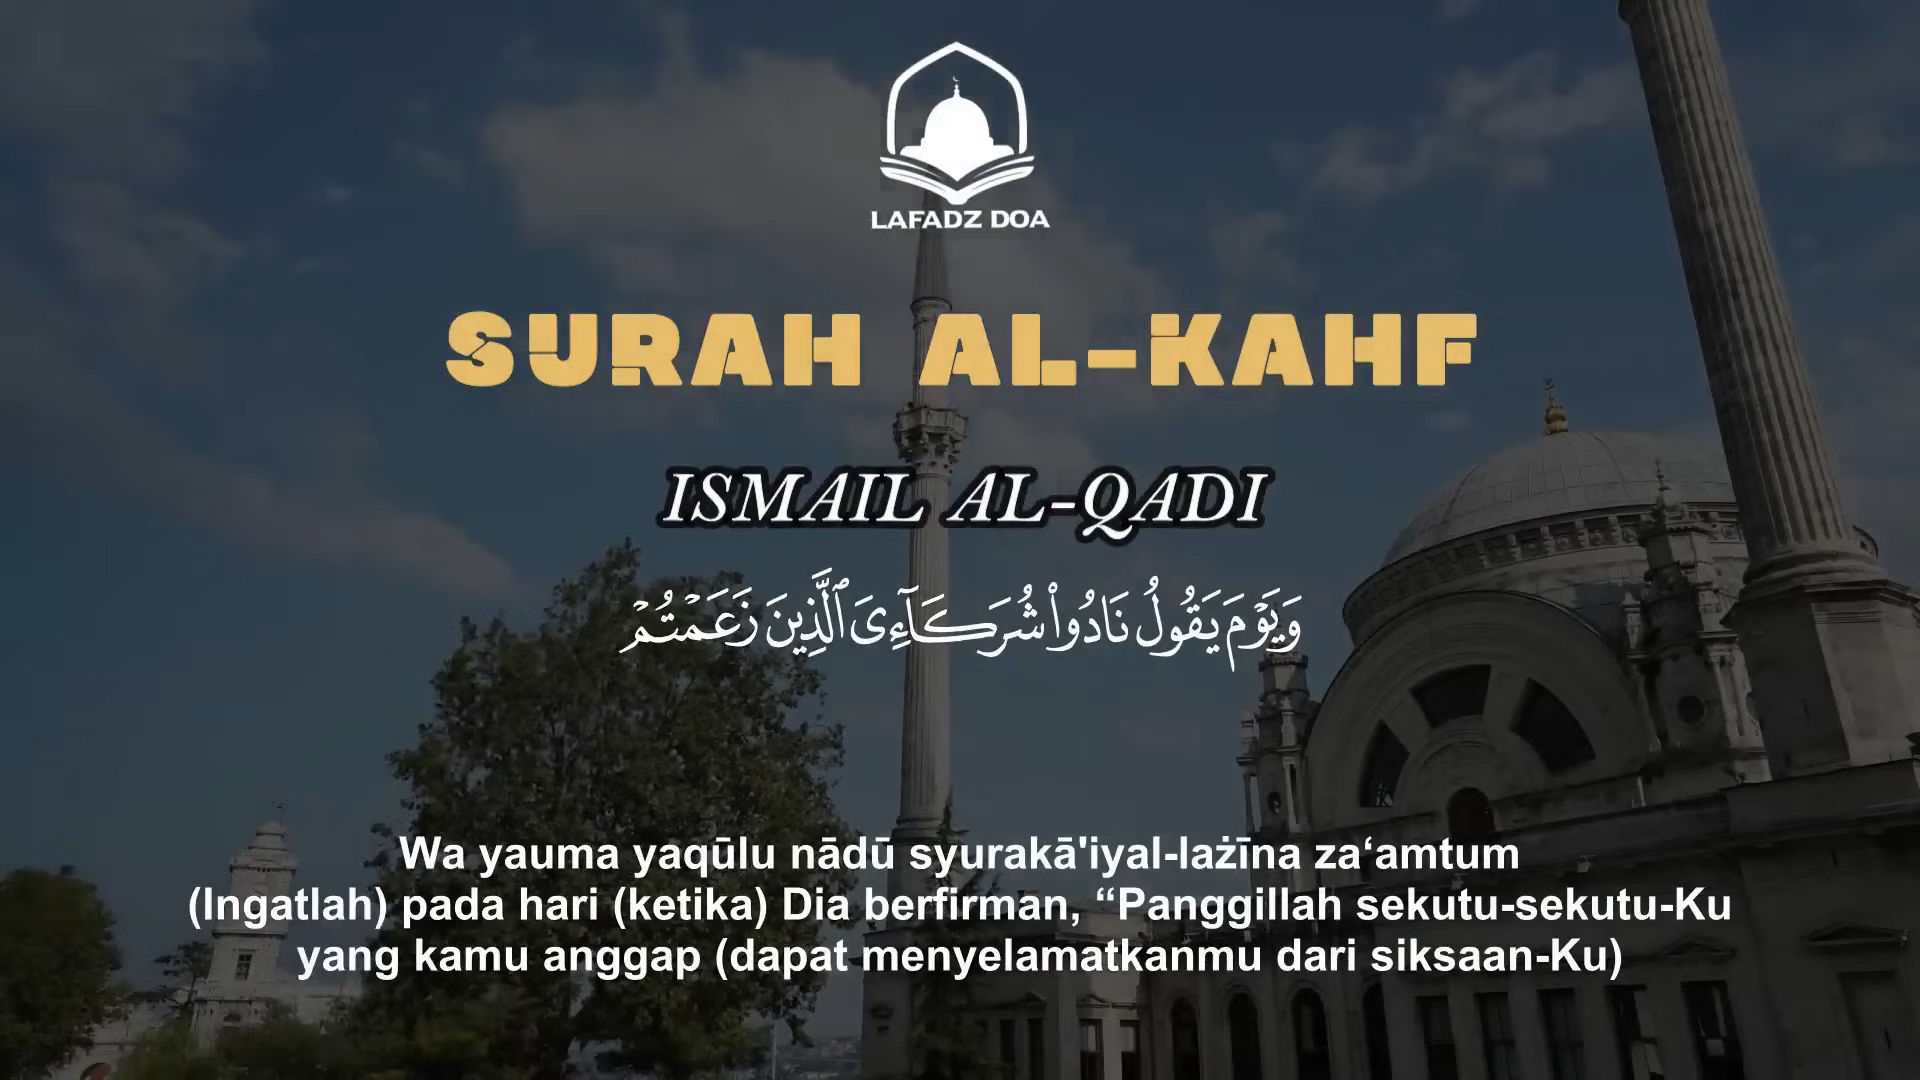 LAFADZ DOA
SURAH AL-KAHF
ISMAIL AL-QADI
وَيَوْمَ يَقُولُ نَادُوا۟ شُرَكَآءِىَ ٱلَّذِينَ زَعَمْتُمْ
Wa yauma yaqūlu nādū syurakā'iyal-lażīna za‘amtum
(Ingatlah) pada hari (ketika) Dia berfirman, “Panggillah sekutu-sekutu-Ku
yang kamu anggap (dapat menyelamatkanmu dari siksaan-Ku)